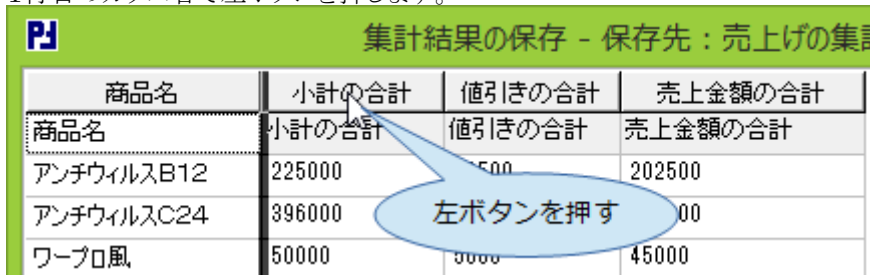 集計結果の保存 - 保存先：売上げの集
商品名 小計の合計 値引きの合計 売上金額の合計
商品名 小計の合計 値引きの合計 売上金額の合計
アンチウィルスB12 225000 202500
アンチウィルスC24 396000
左ボタンを押す
ワープロ風 50000 5000 45000